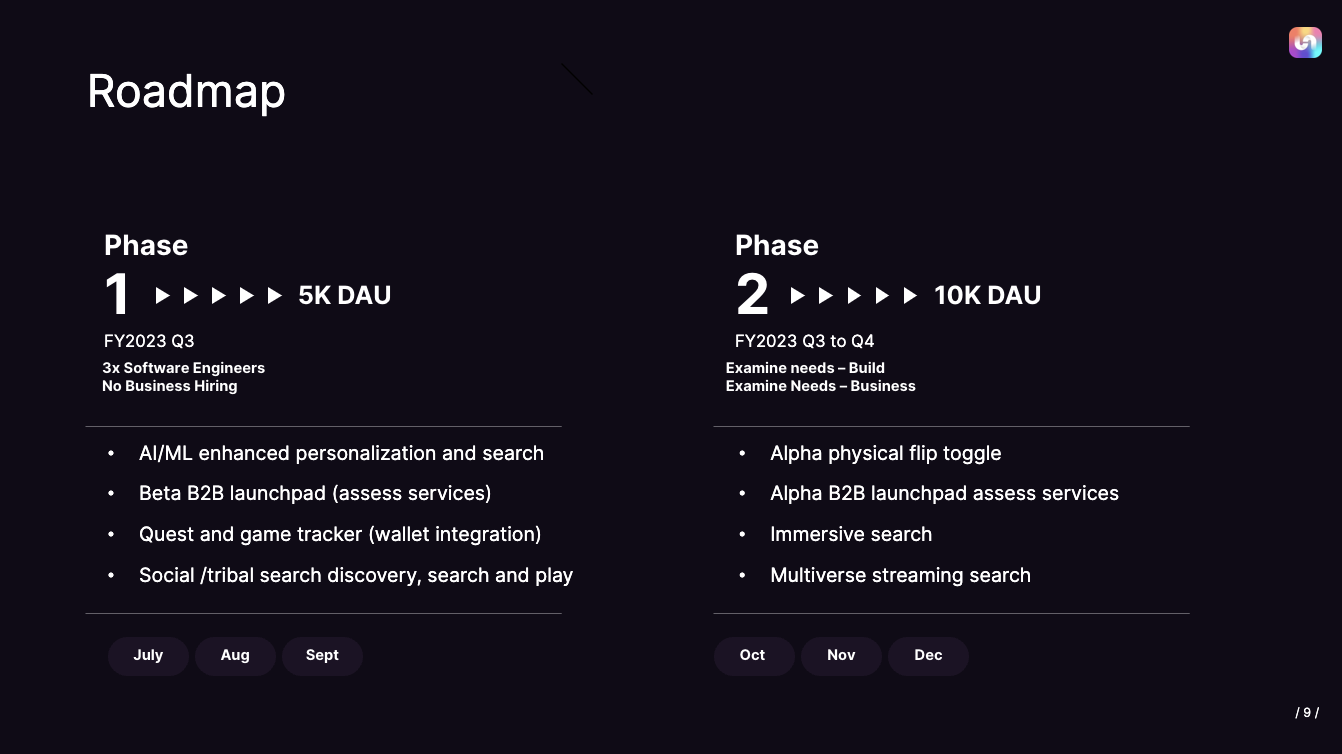 Roadmap
Phase
1 ▶ ▶ ▶ ▶ ▶ 5K DAU
FY2023 Q3
3x Software Engineers
No Business Hiring
• AI/ML enhanced personalization and search
• Beta B2B launchpad (assess services)
• Quest and game tracker (wallet integration)
• Social /tribal search discovery, search and play
July Aug Sept
Phase
2 ▶ ▶ ▶ ▶ ▶ 10K DAU
FY2023 Q3 to Q4
Examine needs – Build
Examine Needs – Business
• Alpha physical flip toggle
• Alpha B2B launchpad assess services
• Immersive search
• Multiverse streaming search
Oct Nov Dec
/ 9 /